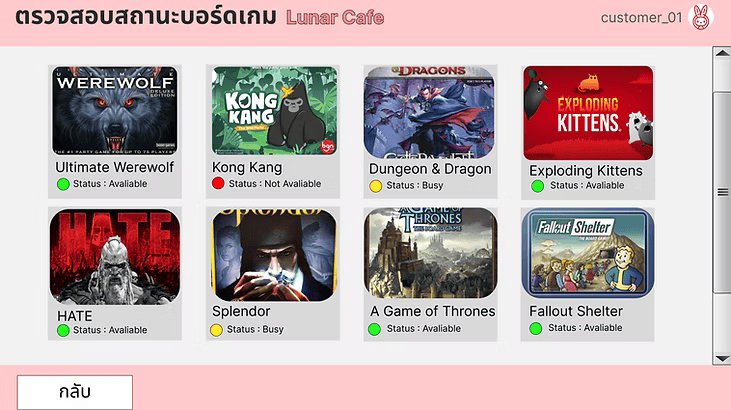 ตรวจสอบสถานะบอร์ดเกม Lunar Cafe
customer_01
ULTIMATE
WEREWOLF
DELUXE
EDITION
THE #1 PARTY GAME FOR UP TO 75 PLAYERS
KONG
KANG
bgn
DRAGONS
EXPLODING
KITTENS.
Ultimate Werewolf
Status : Avaliable
Kong Kang
Status : Not Avaliable
Dungeon & Dragon
Status : Busy
Exploding Kittens
Status : Avaliable
HATE
Splendor
A GAME OF
THRONES
THE BOARD GAME
Fallout Shelter
THE BOARD GAME
HATE
Status : Avaliable
Splendor
Status : Busy
A Game of Thrones
Status : Avaliable
Fallout Shelter
Status : Avaliable
กลับ